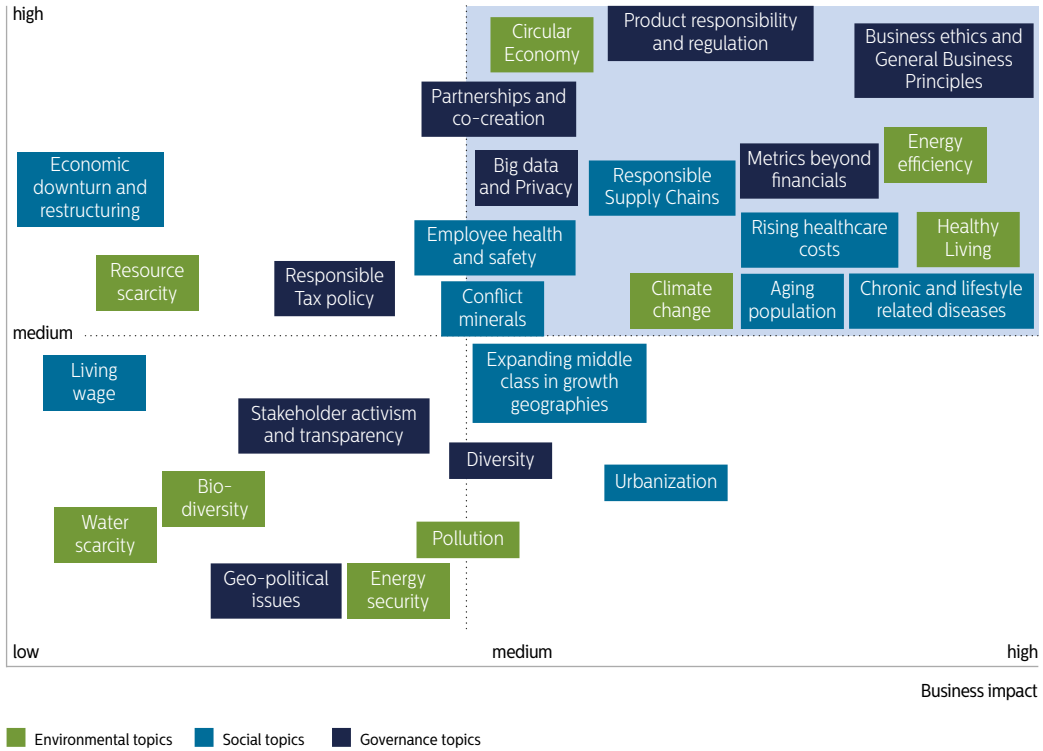 high
Circular
Economy
Product responsibility
and regulation
Business ethics and
General Business
Principles
Partnerships and
co-creation
Economic
downturn and
restructuring
Big data
and Privacy
Responsible
Supply Chains
Metrics beyond
financials
Energy
efficiency
Employee health
and safety
Rising healthcare
costs
Healthy
Living
Resource
scarcity
Responsible
Tax policy
Conflict
minerals
Climate
change
Aging
population
Chronic and lifestyle
related diseases
medium
Living
wage
Expanding middle
class in growth
geographies
Stakeholder activism
and transparency
Diversity
Urbanization
Bio-
diversity
Water
scarcity
Pollution
Geo-political
issues
Energy
security
low
medium
high
Business impact
Environmental topics
Social topics
Governance topics